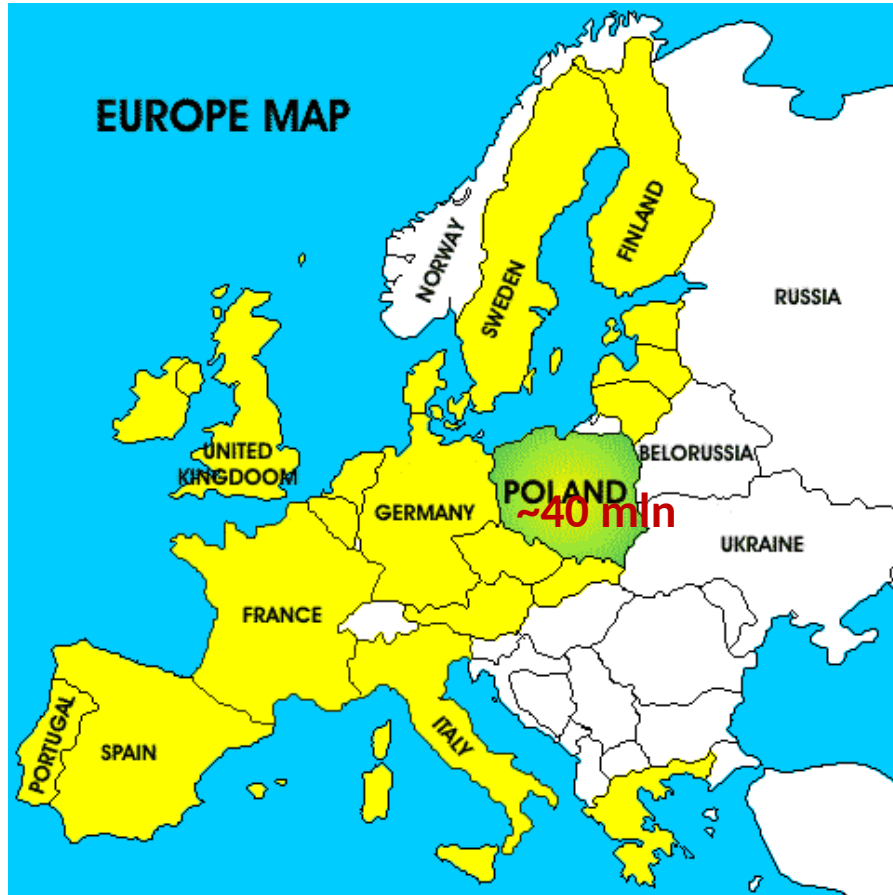 EUROPE MAP
NORWAY
SWEDEN
FINLAND
RUSSIA
UNITED
KINGDOOM
BELORUSSIA
POLAND
~40 mln
GERMANY
UKRAINE
FRANCE
PORTUGAL
SPAIN
ITALY